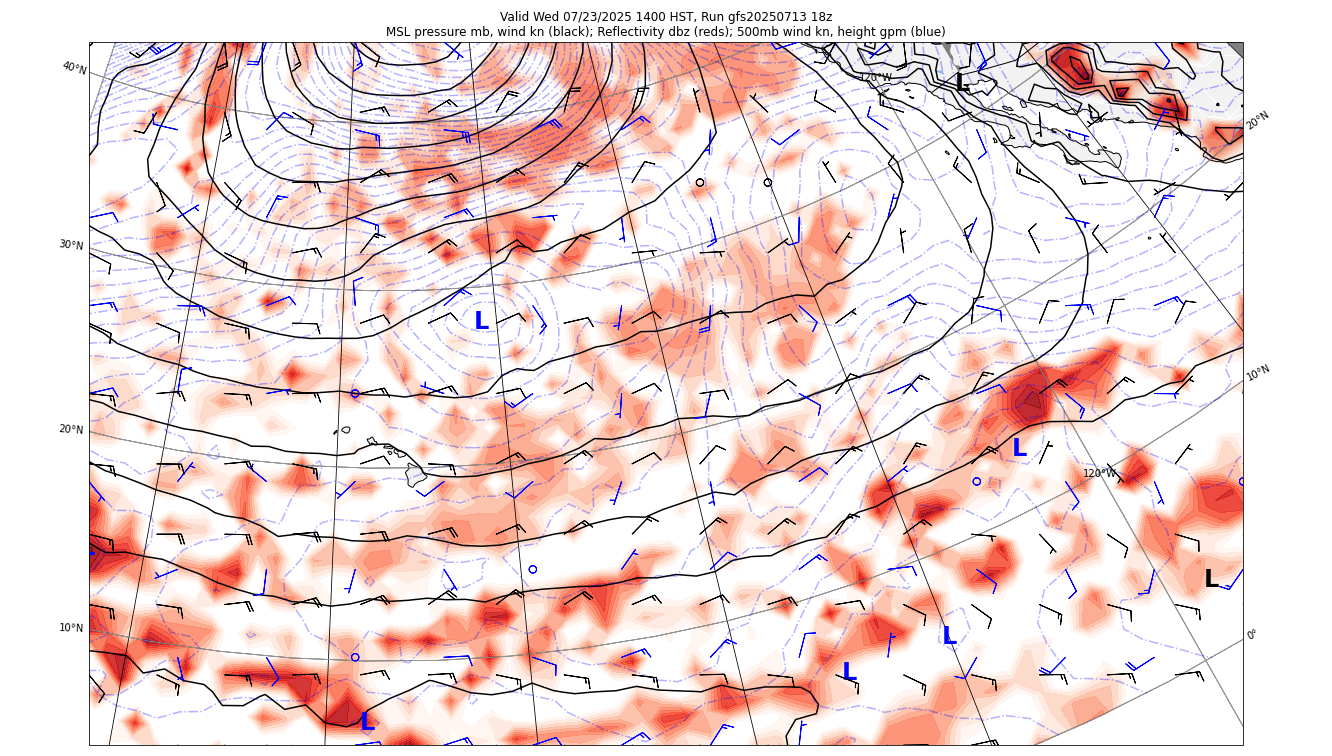 Valid Wed 07/23/2025 1400 HST, Run gfs20250713 18z
MSL pressure mb, wind kn (black); Reflectivity dbz (reds); 500mb wind kn, height gpm (blue)
40°N
120°W
L
20°N
30°N
L
10°N
20°N
L
120°W
L
10°N
L
0°
L
L